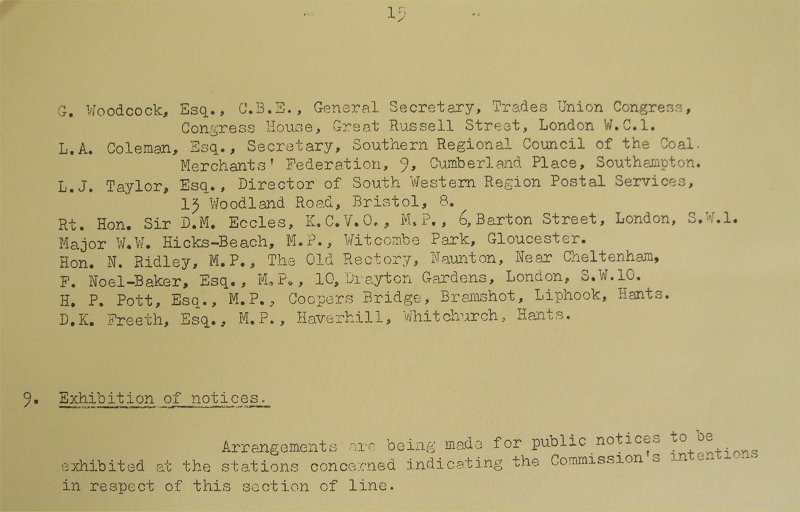 - 15 -
G. Woodcock, Esq., C.B.E., General Secretary, Trades Union Congress,
Congress House, Great Russell Street, London W.C.1.
L.A. Coleman, Esq., Secretary, Southern Regional Council of the Coal
Merchants' Federation, 9, Cumberland Place, Southampton.
L.J. Taylor, Esq., Director of South Western Region Postal Services,
13 Woodland Road, Bristol, 8.
Rt. Hon. Sir D.M. Eccles, K.C.V.O., M.P., 6, Barton Street, London, S.W.1.
Major W.W. Hicks-Beach, M.P., Witcombe Park, Gloucester.
Hon. N. Ridley, M.P., The Old Rectory, Naunton, Near Cheltenham,
F. Noel-Baker, Esq., M.P., 10, Drayton Gardens, London, S.W.10.
H. P. Pott, Esq., M.P., Coopers Bridge, Bramshot, Liphook, Hants.
D.K. Freeth, Esq., M.P., Haverhill, Whitchurch, Hants.
9. Exhibition of notices.
Arrangements are being made for public notices to be
exhibited at the stations concerned indicating the Commission's intentions
in respect of this section of line.